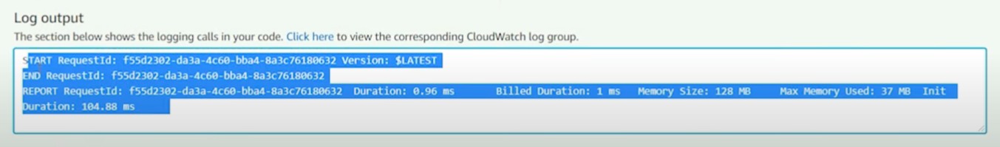 Log output
The section below shows the logging calls in your code. Click here to view the corresponding CloudWatch log group.
START RequestId: f55d2302-da3a-4c60-bba4-8a3c76180632 Version: $LATEST
END RequestId: f55d2302-da3a-4c60-bba4-8a3c76180632
REPORT RequestId: f55d2302-da3a-4c60-bba4-8a3c76180632 Duration: 0.96 ms Billed Duration: 1 ms Memory Size: 128 MB Max Memory Used: 37 MB Init
Duration: 104.88 ms